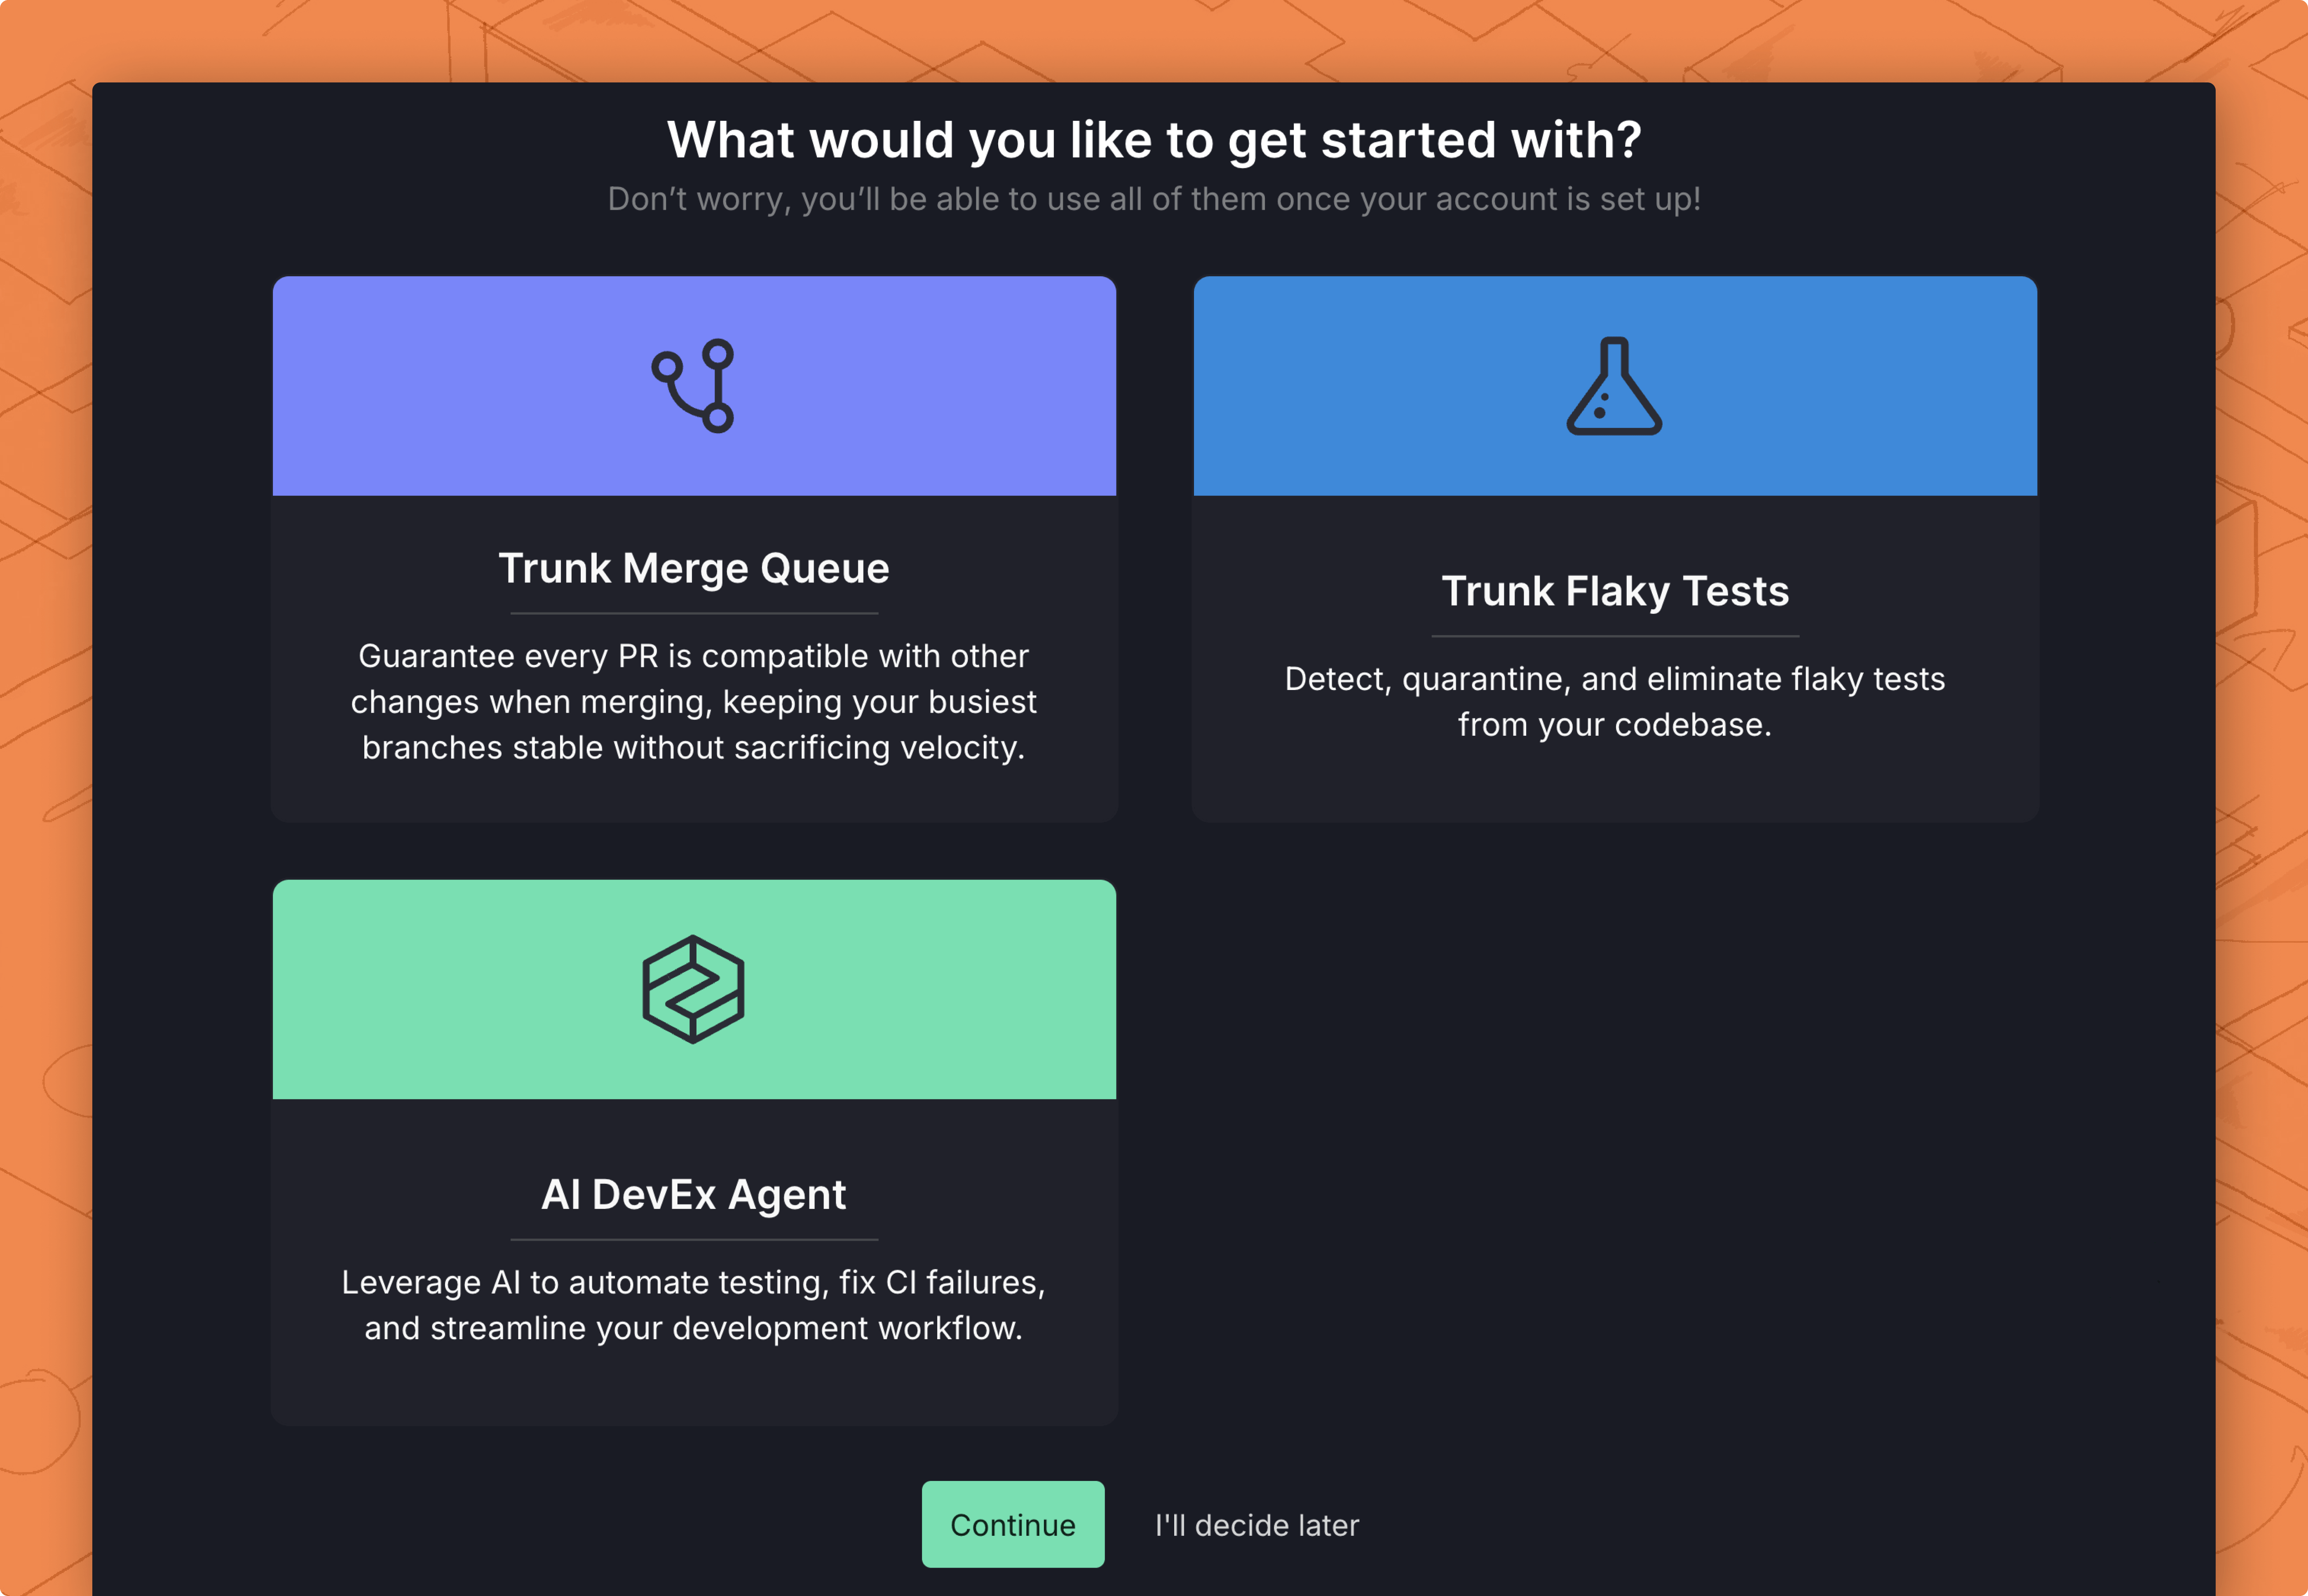 What would you like to get started with?
Don’t worry, you’ll be able to use all of them once your account is set up!
Trunk Merge Queue
Guarantee every PR is compatible with other
changes when merging, keeping your busiest
branches stable without sacrificing velocity.
Trunk Flaky Tests
Detect, quarantine, and eliminate flaky tests
from your codebase.
AI DevEx Agent
Leverage AI to automate testing, fix CI failures,
and streamline your development workflow.
Continue
I'll decide later